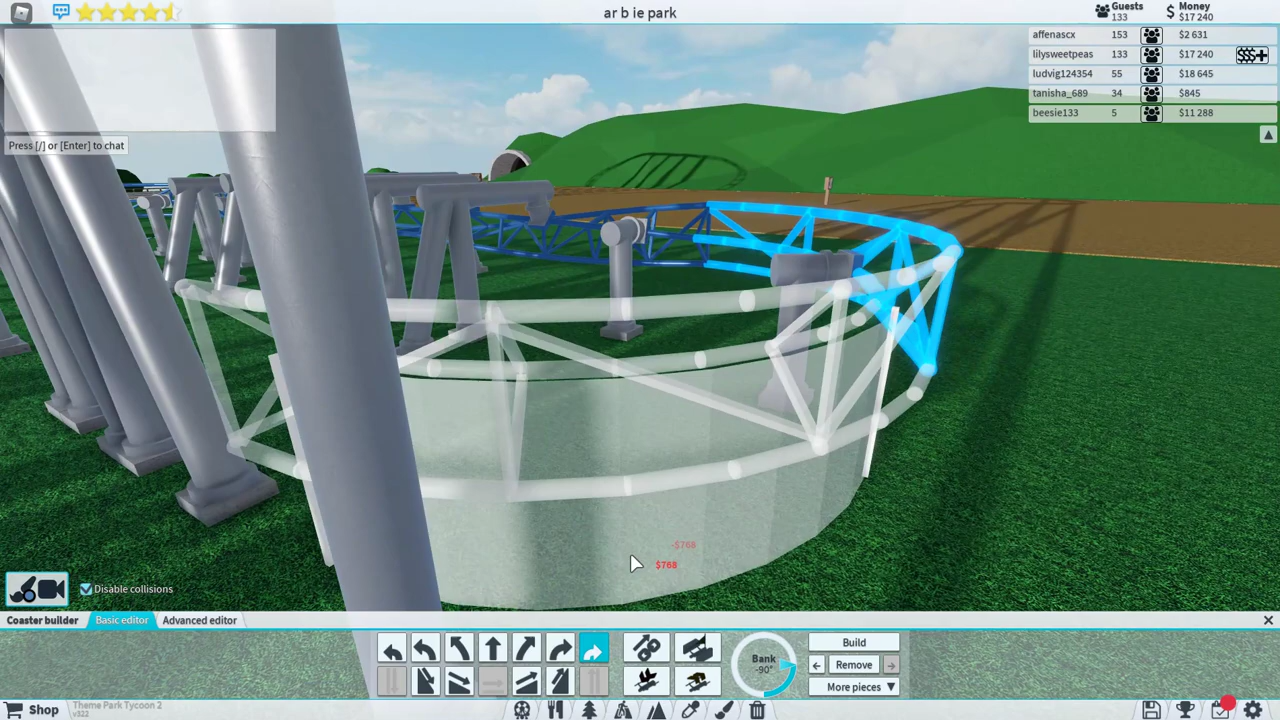 ar b ie park
Guests
133
Money
$17 240
affenascx 153 $2 631
lilysweetpeas 133 $17 240 $$$+
ludvig124354 55 $18 645
tanisha_689 34 $845
beesie133 5 $11 288
Press [/] or [Enter] to chat
-$768
$768
Disable collisions
Coaster builder
Basic editor
Advanced editor
Bank
-90°
Build
Remove
More pieces
Shop
Theme Park Tycoon 2
v322